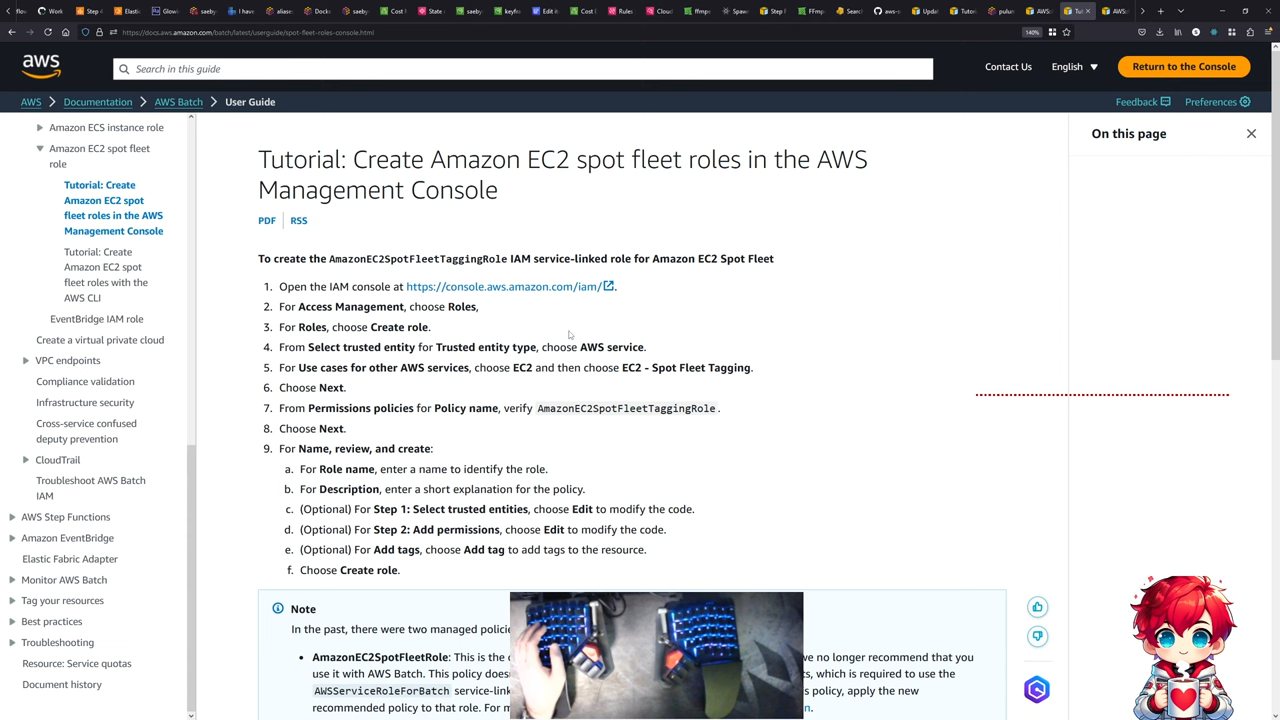 https://docs.aws.amazon.com/batch/latest/userguide/spot-fleet-roles-console.html
140%
aws
Search in this guide
Contact Us
English
Return to the Console
AWS
Documentation
AWS Batch
User Guide
Feedback
Preferences
Amazon ECS instance role
Amazon EC2 spot fleet
role
Tutorial: Create
Amazon EC2 spot
fleet roles in the AWS
Management Console
Tutorial: Create
Amazon EC2 spot
fleet roles with the
AWS CLI
EventBridge IAM role
Create a virtual private cloud
VPC endpoints
Compliance validation
Infrastructure security
Cross-service confused
deputy prevention
CloudTrail
Troubleshoot AWS Batch
IAM
AWS Step Functions
Amazon EventBridge
Elastic Fabric Adapter
Monitor AWS Batch
Tag your resources
Best practices
Troubleshooting
Resource: Service quotas
Document history
Tutorial: Create Amazon EC2 spot fleet roles in the AWS
Management Console
PDF
RSS
To create the AmazonEC2SpotFleetTaggingRole IAM service-linked role for Amazon EC2 Spot Fleet
1. Open the IAM console at https://console.aws.amazon.com/iam/.
2. For Access Management, choose Roles,
3. For Roles, choose Create role.
4. From Select trusted entity for Trusted entity type, choose AWS service.
5. For Use cases for other AWS services, choose EC2 and then choose EC2 - Spot Fleet Tagging.
6. Choose Next.
7. From Permissions policies for Policy name, verify AmazonEC2SpotFleetTaggingRole.
8. Choose Next.
9. For Name, review, and create:
a. For Role name, enter a name to identify the role.
b. For Description, enter a short explanation for the policy.
c. (Optional) For Step 1: Select trusted entities, choose Edit to modify the code.
d. (Optional) For Step 2: Add permissions, choose Edit to modify the code.
e. (Optional) For Add tags, choose Add tag to add tags to the resource.
f. Choose Create role.
Note
In the past, there were two managed
• AmazonEC2SpotFleetRole: This is the
we no longer recommend that you
use it with AWS Batch. This policy
which is required to use the
AWSServiceRoleForBatch
policy, apply the new
recommended policy to that role. For
On this page